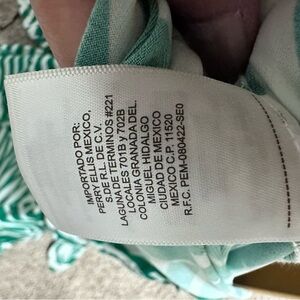 IMPORTADO POR:
PERRY ELLIS MEXICO,
S.DE R.L. DE C.V.
LAGUNA DE TERMINOS #221
LOCALES 701B y 702B
COLONIA GRANADA DEL.
MIGUEL HIDALGO
CIUDAD DE MEXICO
MEXICO C.P. 11520
R.F.C. PEM-060422-SE0